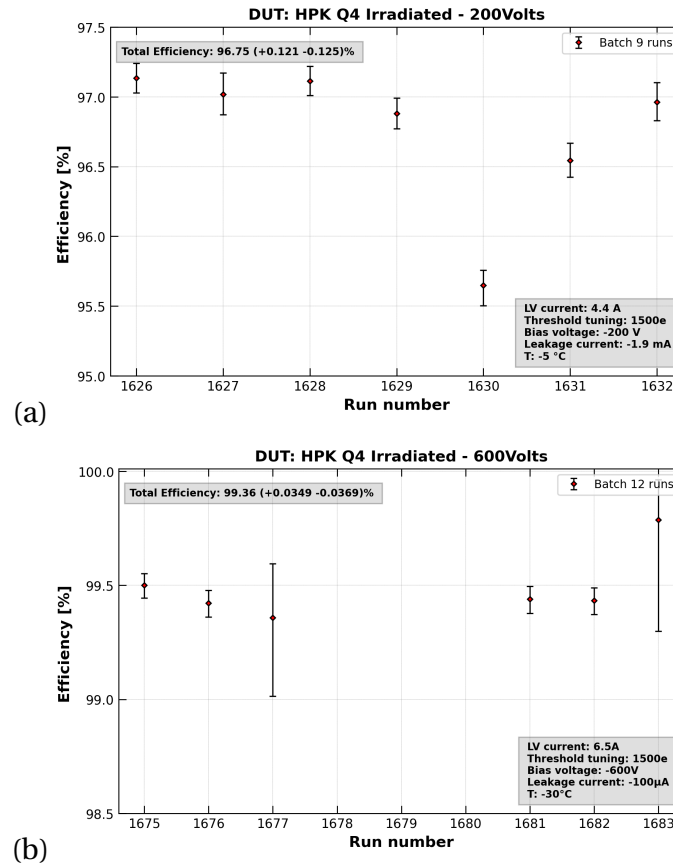 DUT: HPK Q4 Irradiated - 200Volts
97.5
Total Efficiency: 96.75 (+0.121 -0.125)%
Batch 9 runs
97.0
96.5
96.0
95.5
95.0
Efficiency [%]
LV current: 4.4 A
Threshold tuning: 1500e
Bias voltage: -200 V
Leakage current: -1.9 mA
T: -5 °C
1626 1627 1628 1629 1630 1631 1632
Run number
(a)
DUT: HPK Q4 Irradiated - 600Volts
100.0
Total Efficiency: 99.36 (+0.0349 -0.0369)%
Batch 12 runs
99.5
99.0
98.5
Efficiency [%]
LV current: 6.5A
Threshold tuning: 1500e
Bias voltage: -600V
Leakage current: -100μA
T: -30°C
1675 1676 1677 1678 1679 1680 1681 1682 1683
Run number
(b)